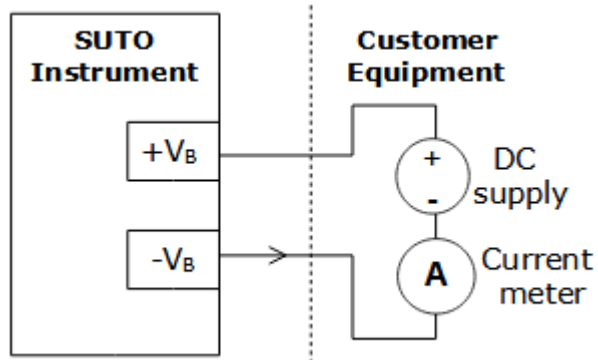 SUTO
Instrument
Customer
Equipment
+VB
+
-
DC
supply
-VB
A
Current
meter